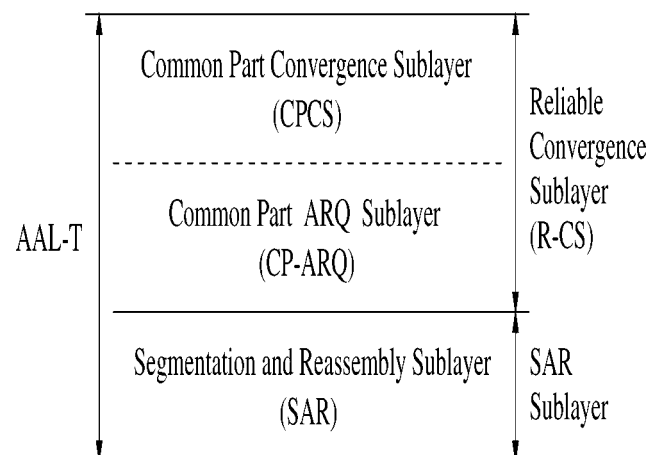 Common Part Convergence Sublayer
(CPCS)
Common Part ARQ Sublayer
(CP-ARQ)
Segmentation and Reassembly Sublayer
(SAR)
AAL-T
Reliable
Convergence
Sublayer
(R-CS)
SAR
Sublayer